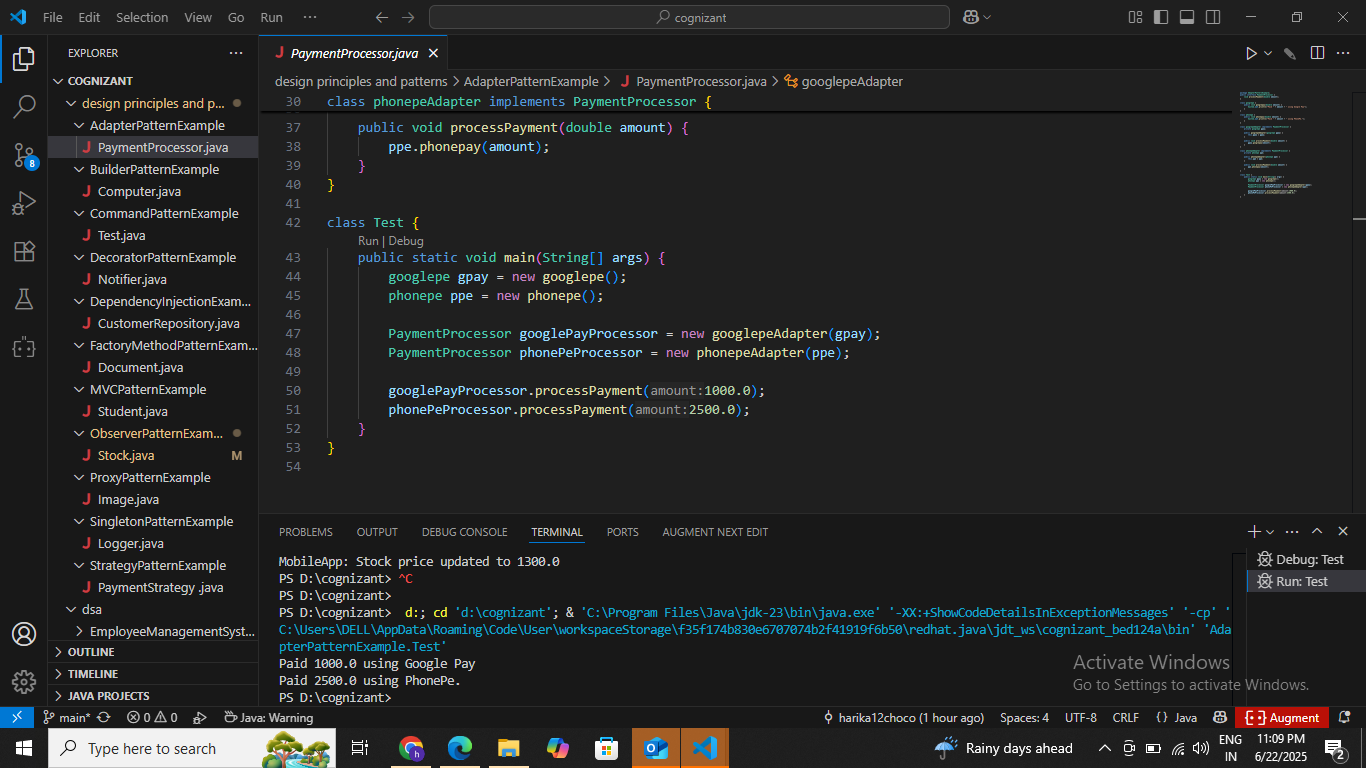 File Edit Selection View Go Run ···
cognizant
EXPLORER ···
COGNIZANT
design principles and p...
AdapterPatternExample
J PaymentProcessor.java
BuilderPatternExample
J Computer.java
CommandPatternExample
J Test.java
DecoratorPatternExample
J Notifier.java
DependencyInjectionExam...
J CustomerRepository.java
FactoryMethodPatternExam...
J Document.java
MVCPatternExample
J Student.java
ObserverPatternExam...
J Stock.java M
ProxyPatternExample
J Image.java
SingletonPatternExample
J Logger.java
StrategyPatternExample
J PaymentStrategy .java
dsa
EmployeeManagementSyst...
OUTLINE
TIMELINE
JAVA PROJECTS
8
J PaymentProcessor.java
design principles and patterns > AdapterPatternExample > J PaymentProcessor.java > googlepeAdapter
30 class phonepeAdapter implements PaymentProcessor {
37 public void processPayment(double amount) {
38 ppe.phonepay(amount);
39 }
40 }
41
42 class Test {
Run | Debug
43 public static void main(String[] args) {
44 googlepe gpay = new googlepe();
45 phonepe ppe = new phonepe();
46
47 PaymentProcessor googlePayProcessor = new googlepeAdapter(gpay);
48 PaymentProcessor phonePeProcessor = new phonepeAdapter(ppe);
49
50 googlePayProcessor.processPayment(amount:1000.0);
51 phonePeProcessor.processPayment(amount:2500.0);
52 }
53 }
54
PROBLEMS OUTPUT DEBUG CONSOLE TERMINAL PORTS AUGMENT NEXT EDIT
MobileApp: Stock price updated to 1300.0
PS D:\cognizant> ^C
PS D:\cognizant>
PS D:\cognizant> d:; cd 'd:\cognizant'; & 'C:\Program Files\Java\jdk-23\bin\java.exe' '-XX:+ShowCodeDetailsInExceptionMessages' '-cp' '
C:\Users\DELL\AppData\Roaming\Code\User\workspaceStorage\f35f174b830e6707074b2f41919f6b50\redhat.java\jdt_ws\cognizant_bed124a\bin' 'Ada
pterPatternExample.Test'
Paid 1000.0 using Google Pay
Paid 2500.0 using PhonePe.
PS D:\cognizant>
Debug: Test
Run: Test
Activate Windows
Go to Settings to activate Windows.
main* 0 0 Java: Warning harika12choco (1 hour ago) Spaces: 4 UTF-8 CRLF {} Java Augment
Type here to search
h
Rainy days ahead
ENG
IN
11:09 PM
6/22/2025
2